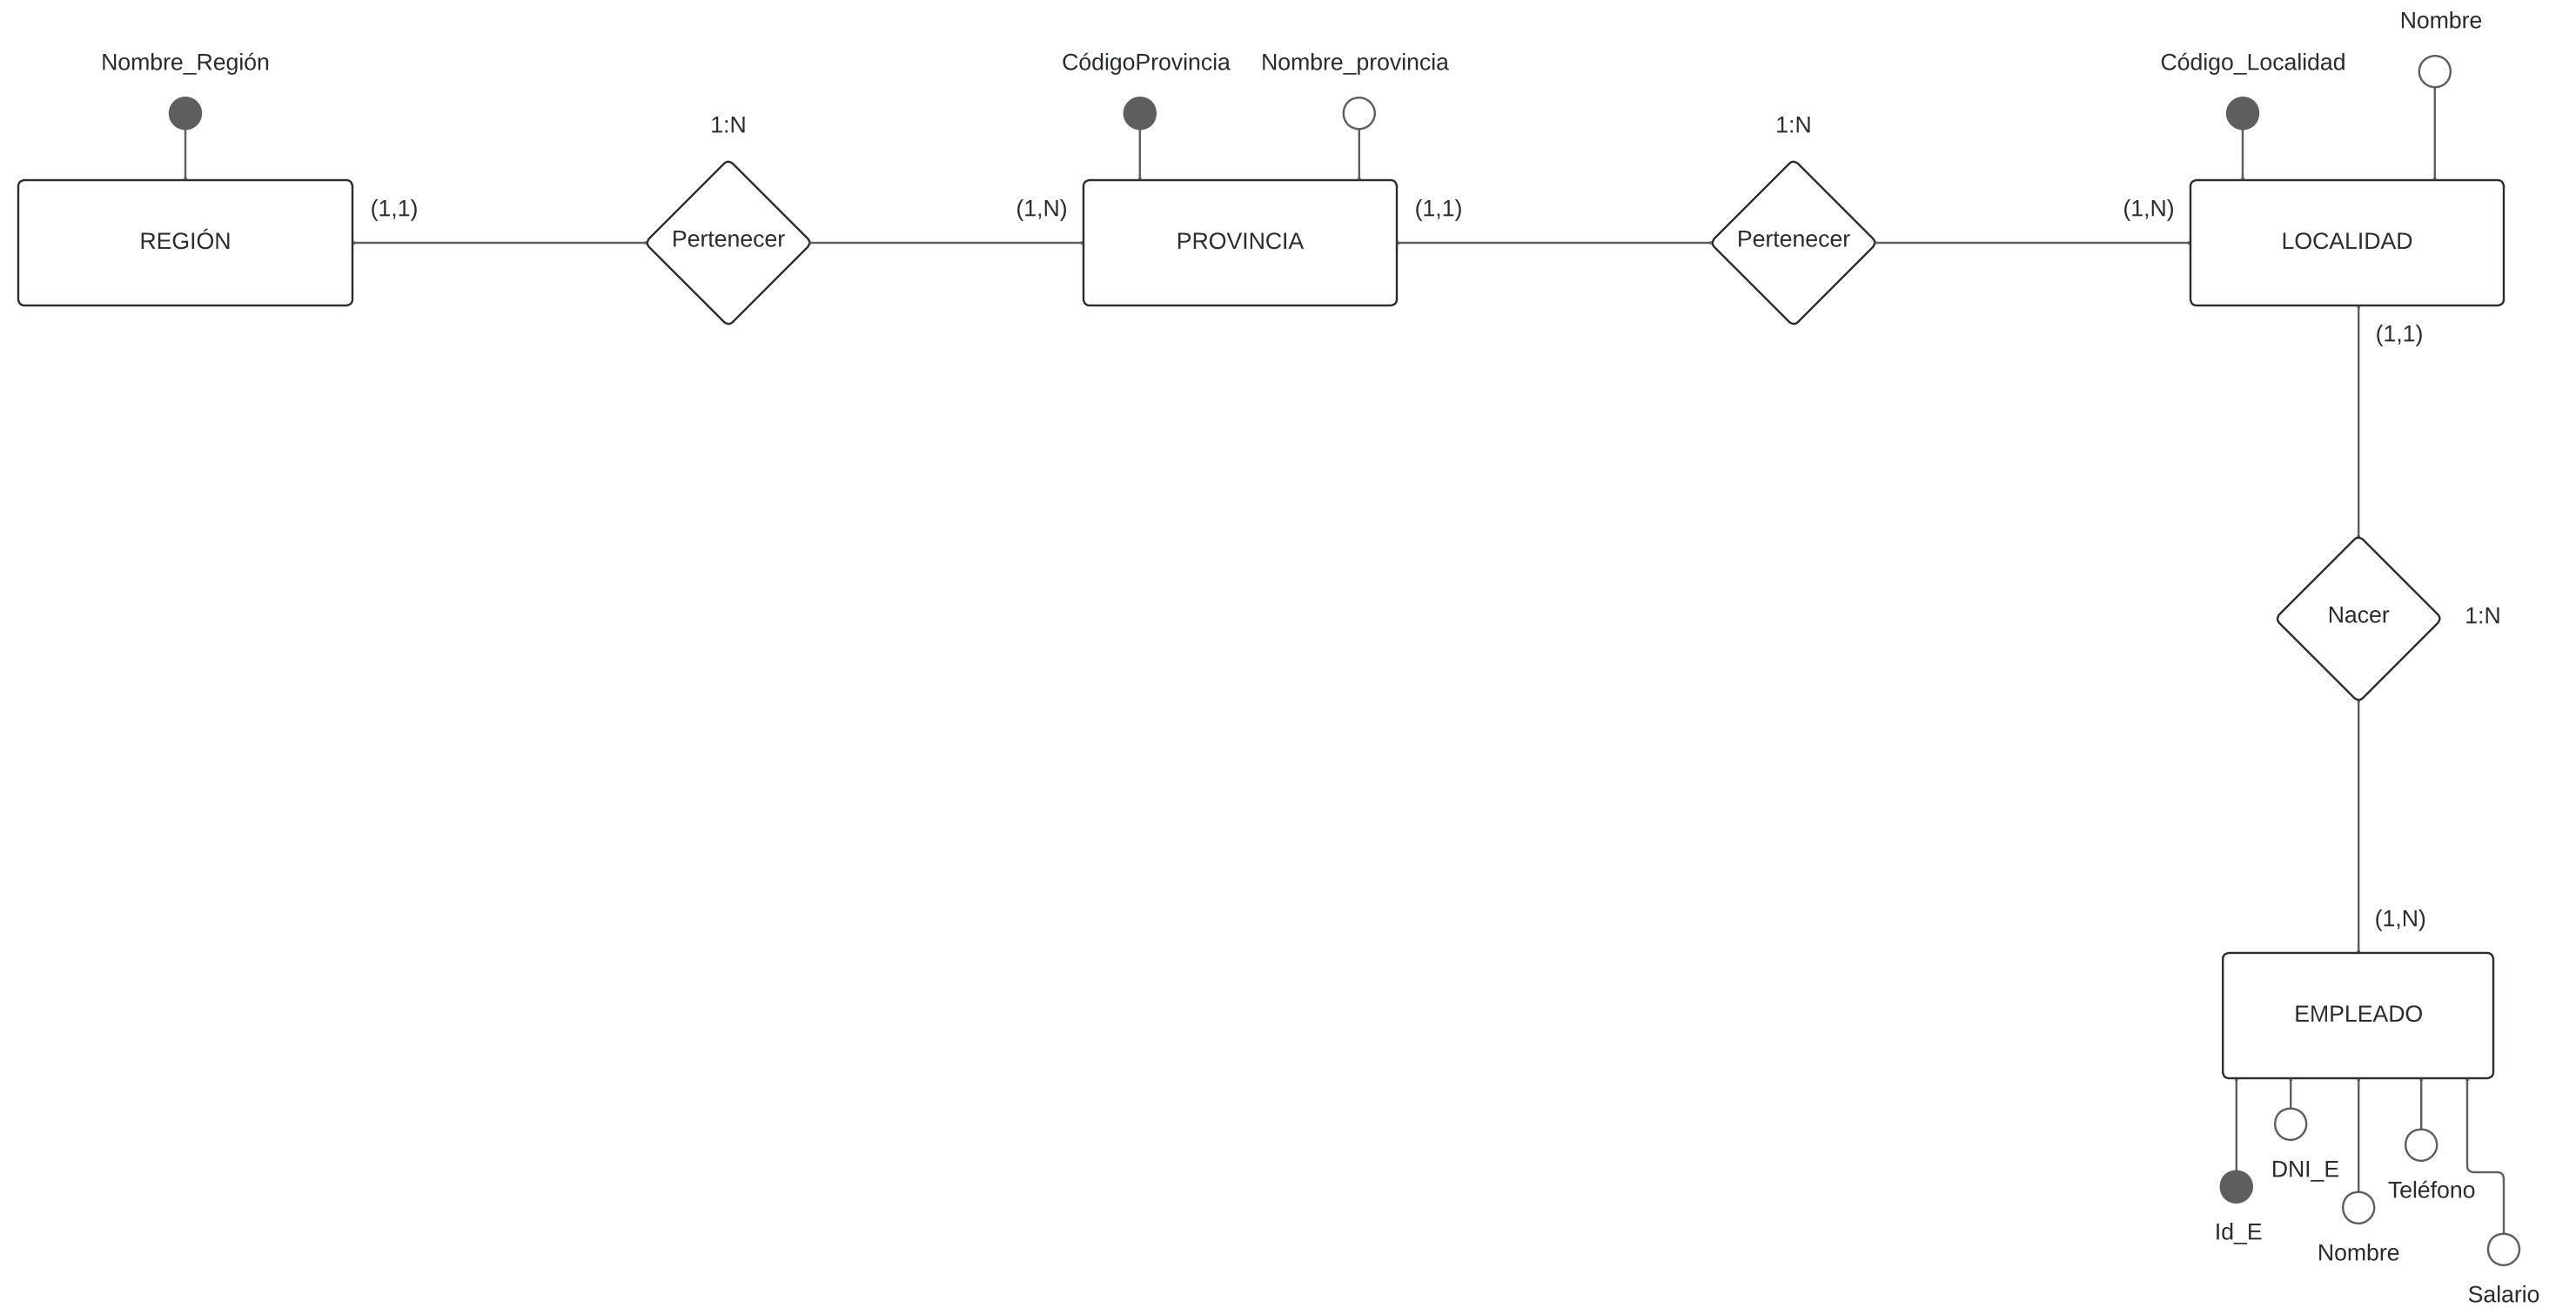 Nombre
Nombre_Región
CódigoProvincia
Nombre_provincia
Código_Localidad
1:N
1:N
(1,1)
(1,N)
(1,1)
(1,N)
REGIÓN
Pertenecer
PROVINCIA
Pertenecer
LOCALIDAD
(1,1)
Nacer
1:N
(1,N)
EMPLEADO
DNI_E
Teléfono
Id_E
Nombre
Salario